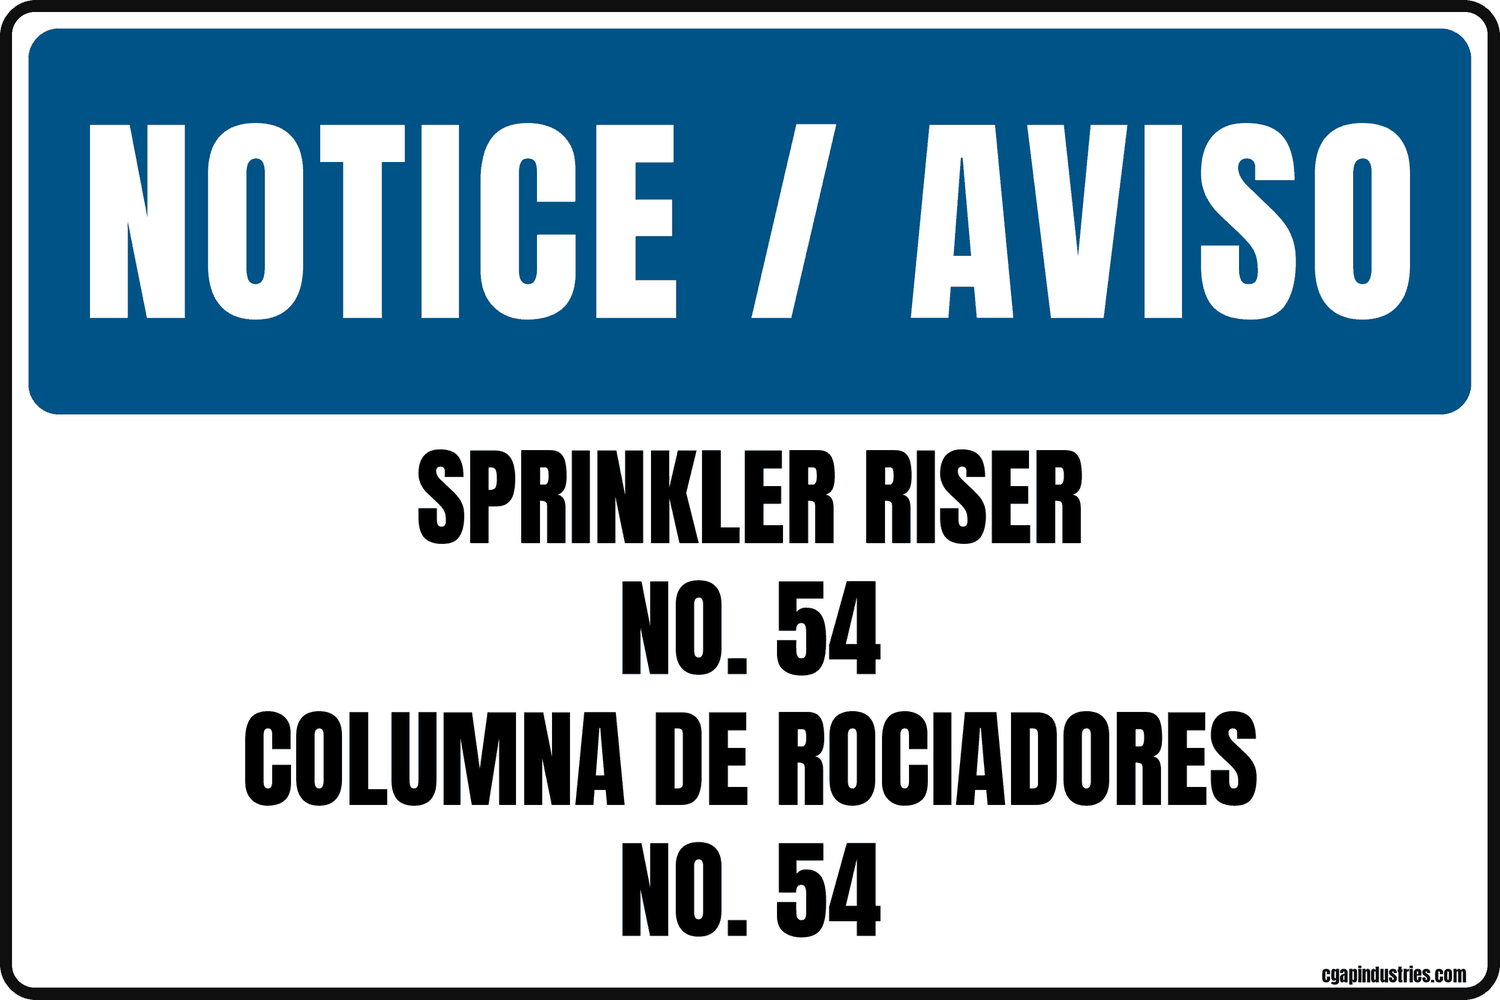 NOTICE / AVISO
SPRINKLER RISER
NO. 54
COLUMNA DE ROCIADORES
NO. 54
cgapindustries.com